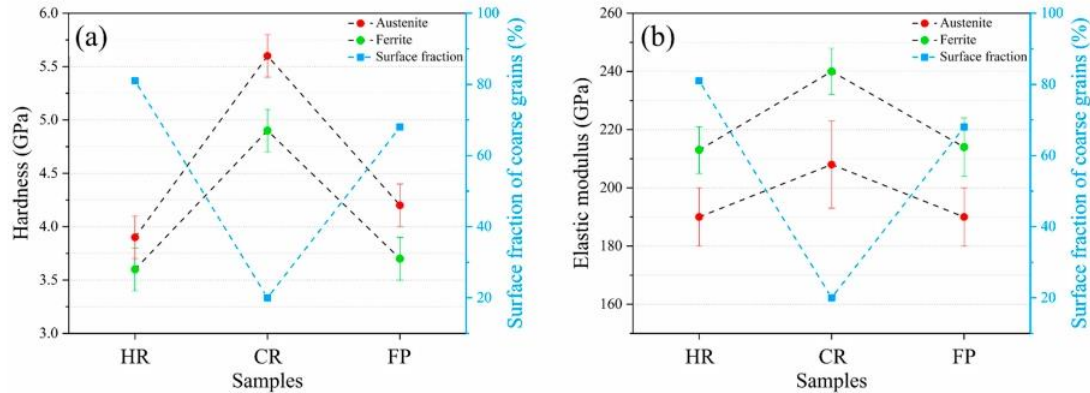 (a)
Austenite
Ferrite
Surface fraction
Hardness (GPa)
6.0
5.5
5.0
4.5
4.0
3.5
3.0
HR CR FP
Samples
100
80
60
40
20
Surface fraction of coarse grains (%)
(b)
Austenite
Ferrite
Surface fraction
Elastic modulus (GPa)
260
240
220
200
180
160
HR CR FP
Samples
100
80
60
40
20
Surface fraction of coarse grains (%)